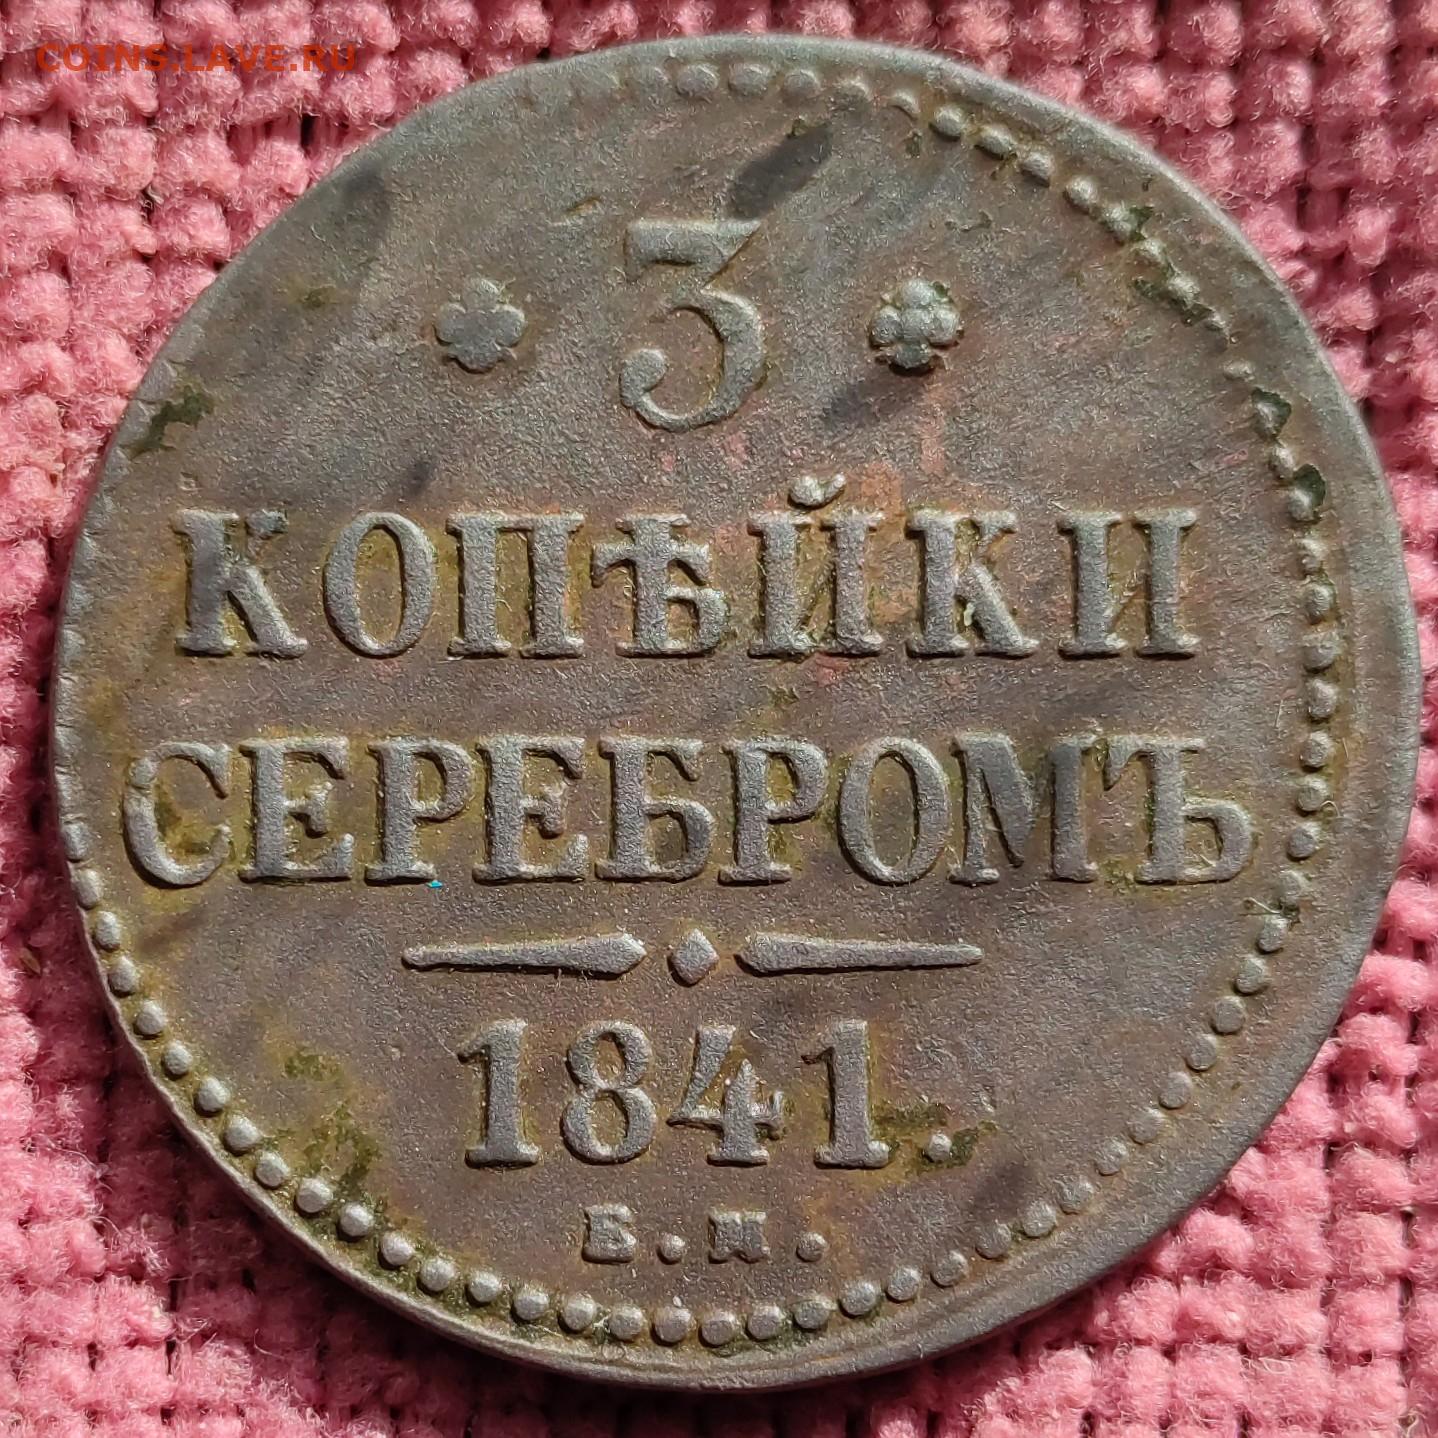 COINS.LAVE.RU
3
КОПѢЙКИ
СЕРЕБРОМЪ
1841.
Е.М.